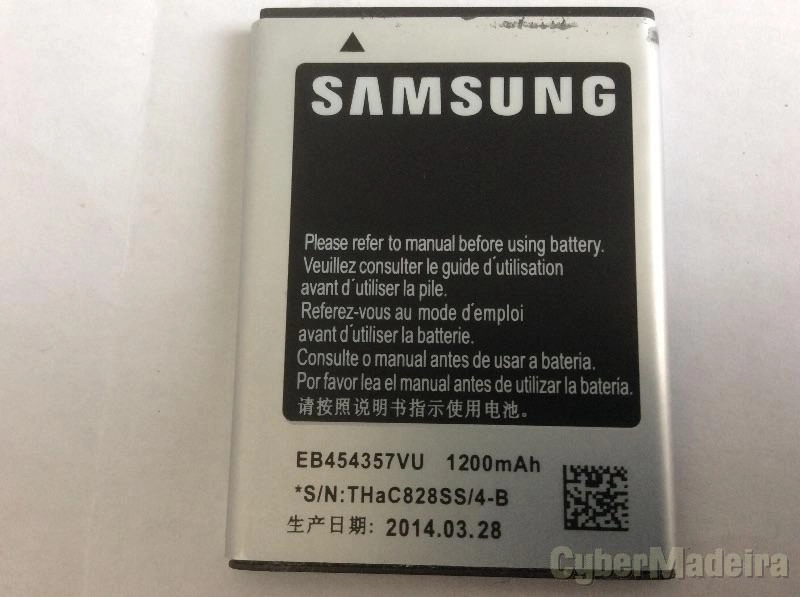 SAMSUNG
Please refer to manual before using battery.
Veuillez consulter le guide d´utilisation
avant d´utiliser la pile.
Referez-vous au mode d´emploi
avant d´utiliser la batterie.
Consulte o manual antes de usar a bateria.
Por favor lea el manual antes de utilizar la batería.
请按照说明书指示使用电池。
EB454357VU 1200mAh
*S/N:THaC828SS/4-B
生产日期: 2014.03.28
CyberMadeira